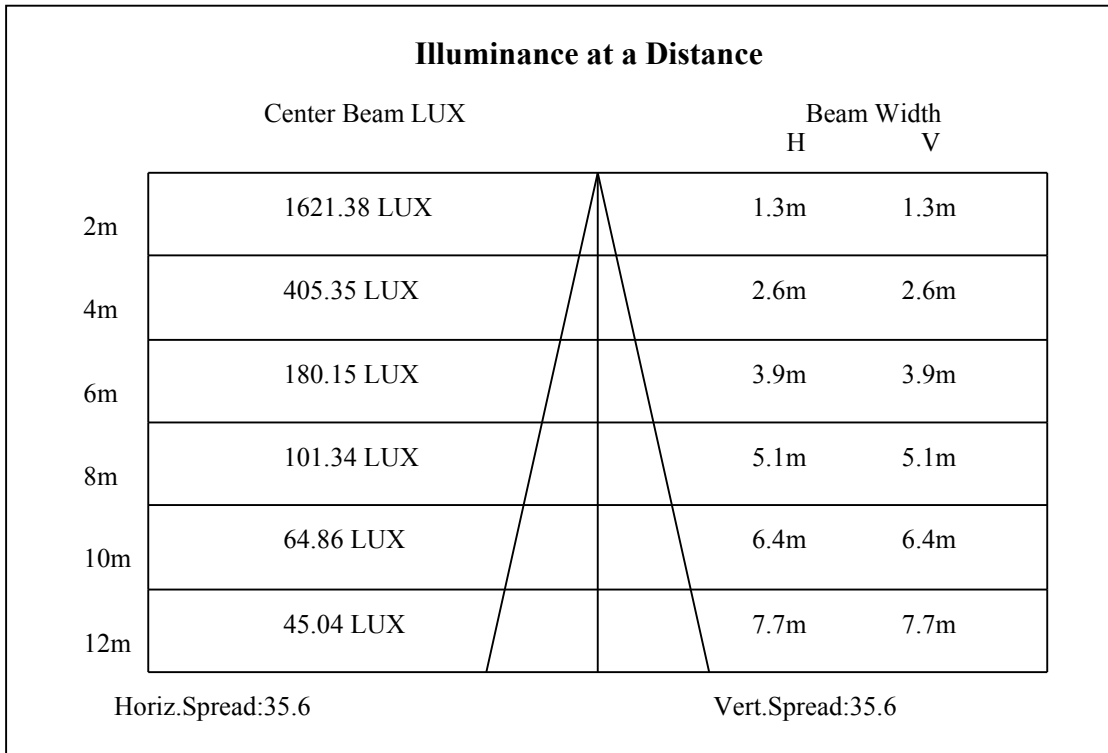 Illuminance at a Distance
Center Beam LUX Beam Width
H V
2m 1621.38 LUX 1.3m 1.3m
4m 405.35 LUX 2.6m 2.6m
6m 180.15 LUX 3.9m 3.9m
8m 101.34 LUX 5.1m 5.1m
10m 64.86 LUX 6.4m 6.4m
12m 45.04 LUX 7.7m 7.7m
Horiz.Spread:35.6 Vert.Spread:35.6